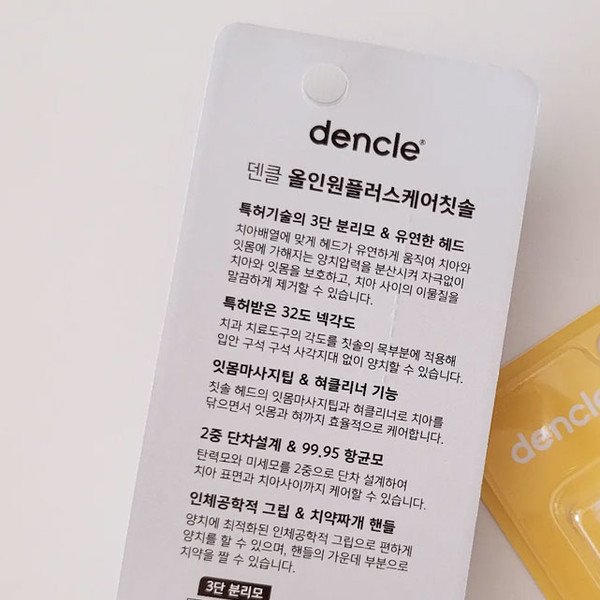 dencle®
덴클 올인원플러스케어칫솔
특허기술의 3단 분리모 & 유연한 헤드
치아배열에 맞게 헤드가 유연하게 움직여 치아와
잇몸에 가해지는 양치압력을 분산시켜 자극없이
치아와 잇몸을 보호하고, 치아 사이의 이물질을
말끔하게 제거할 수 있습니다.
특허받은 32도 넥각도
치과 치료도구의 각도를 칫솔의 목부분에 적용해
입안 구석 구석 사각지대 없이 양치할 수 있습니다.
잇몸마사지팁 & 혀클리너 기능
칫솔 헤드의 잇몸마사지팁과 혀클리너로 치아를
닦으면서 잇몸과 혀까지 효율적으로 케어합니다.
2중 단차설계 & 99.95 항균모
탄력모와 미세모를 2중으로 단차 설계하여
치아 표면과 치아사이까지 케어할 수 있습니다.
인체공학적 그립 & 치약짜개 핸들
양치에 최적화된 인체공학적 그립으로 편하게
양치를 할 수 있으며, 핸들의 가운데 부분으로
치약을 짤 수 있습니다.
3단 분리모
dencle